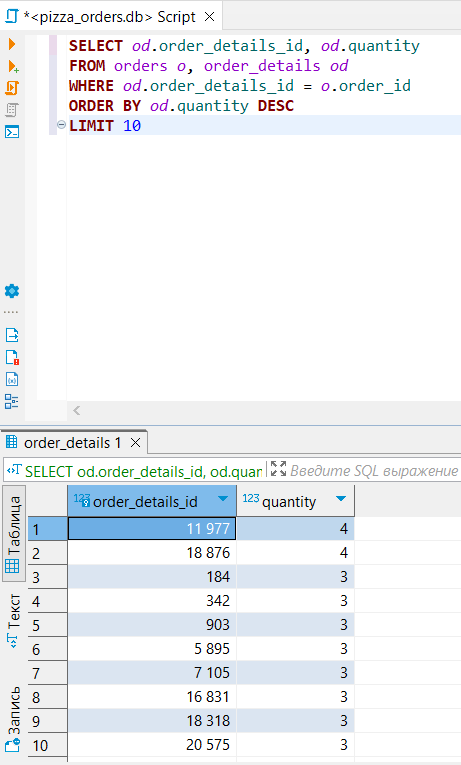 *<pizza_orders.db> Script
SELECT od.order_details_id, od.quantity
FROM orders o, order_details od
WHERE od.order_details_id = o.order_id
ORDER BY od.quantity DESC
LIMIT 10
order_details 1
SELECT od.order_details_id, od.quan Введите SQL выражение
Таблица
Текст
Запись
123 order_details_id 123 quantity
1 11 977 4
2 18 876 4
3 184 3
4 342 3
5 903 3
6 5 895 3
7 7 105 3
8 16 831 3
9 18 318 3
10 20 575 3